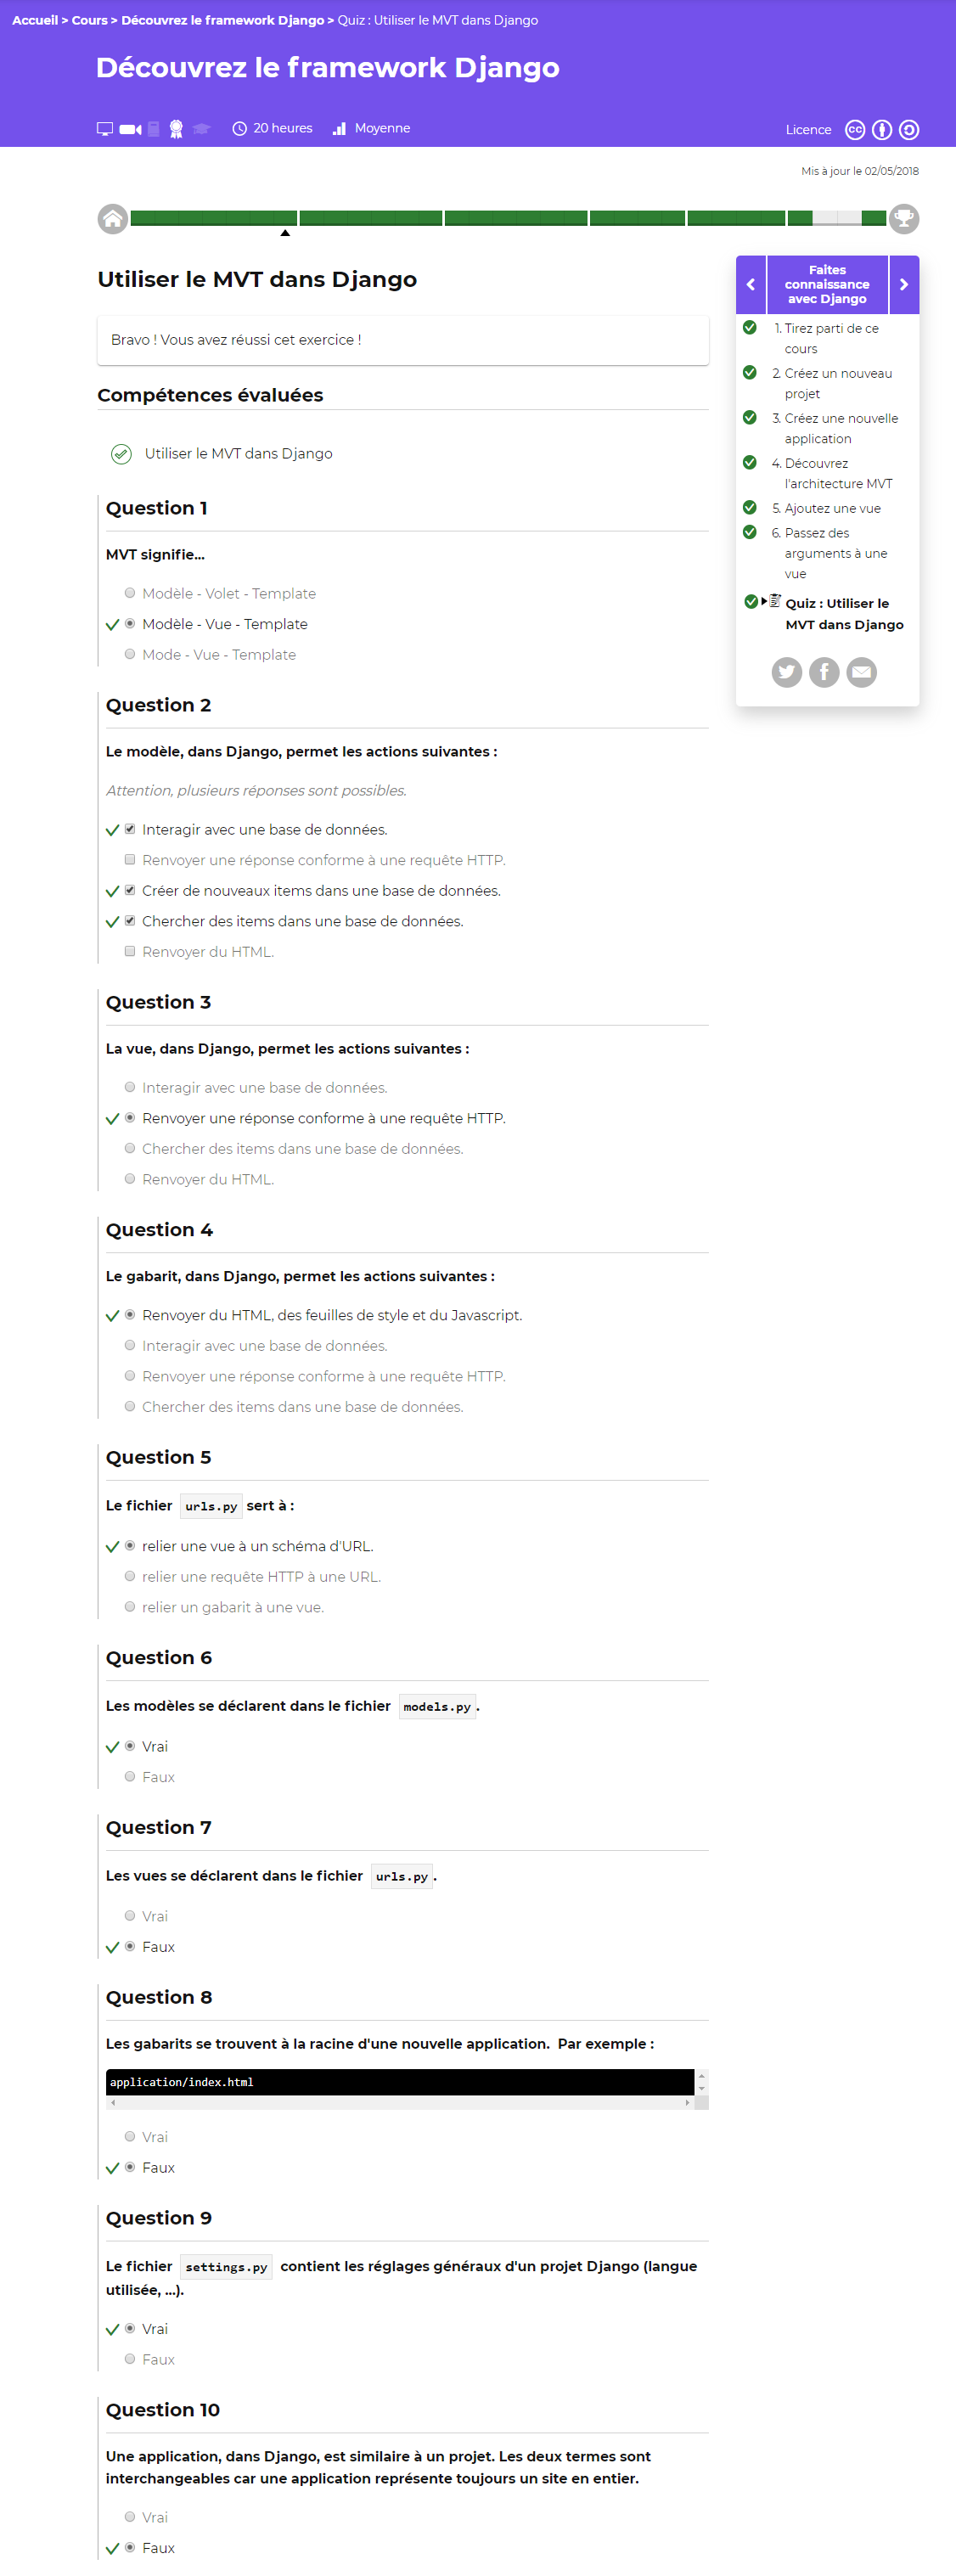 Accueil > Cours > Découvrez le framework Django > Quiz : Utiliser le MVT dans Django
Découvrez le framework Django
20 heures
Moyenne
Licence
Mis à jour le 02/05/2018
Utiliser le MVT dans Django
Bravo ! Vous avez réussi cet exercice !
Compétences évaluées
Utiliser le MVT dans Django
Faites
connaissance
avec Django
1. Tirez parti de ce
cours
2. Créez un nouveau
projet
3. Créez une nouvelle
application
4. Découvrez
l'architecture MVT
5. Ajoutez une vue
6. Passez des
arguments à une
vue
Quiz : Utiliser le
MVT dans Django
Question 1
MVT signifie...
Modèle - Volet - Template
Modèle - Vue - Template
Mode - Vue - Template
Question 2
Le modèle, dans Django, permet les actions suivantes :
Attention, plusieurs réponses sont possibles.
Interagir avec une base de données.
Renvoyer une réponse conforme à une requête HTTP.
Créer de nouveaux items dans une base de données.
Chercher des items dans une base de données.
Renvoyer du HTML.
Question 3
La vue, dans Django, permet les actions suivantes :
Interagir avec une base de données.
Renvoyer une réponse conforme à une requête HTTP.
Chercher des items dans une base de données.
Renvoyer du HTML.
Question 4
Le gabarit, dans Django, permet les actions suivantes :
Renvoyer du HTML, des feuilles de style et du Javascript.
Interagir avec une base de données.
Renvoyer une réponse conforme à une requête HTTP.
Chercher des items dans une base de données.
Question 5
Le fichier urls.py sert à :
relier une vue à un schéma d'URL.
relier une requête HTTP à une URL.
relier un gabarit à une vue.
Question 6
Les modèles se déclarent dans le fichier models.py.
Vrai
Faux
Question 7
Les vues se déclarent dans le fichier urls.py.
Vrai
Faux
Question 8
Les gabarits se trouvent à la racine d'une nouvelle application. Par exemple :
application/index.html
Vrai
Faux
Question 9
Le fichier settings.py contient les réglages généraux d'un projet Django (langue
utilisée, ...).
Vrai
Faux
Question 10
Une application, dans Django, est similaire à un projet. Les deux termes sont
interchangeables car une application représente toujours un site en entier.
Vrai
Faux